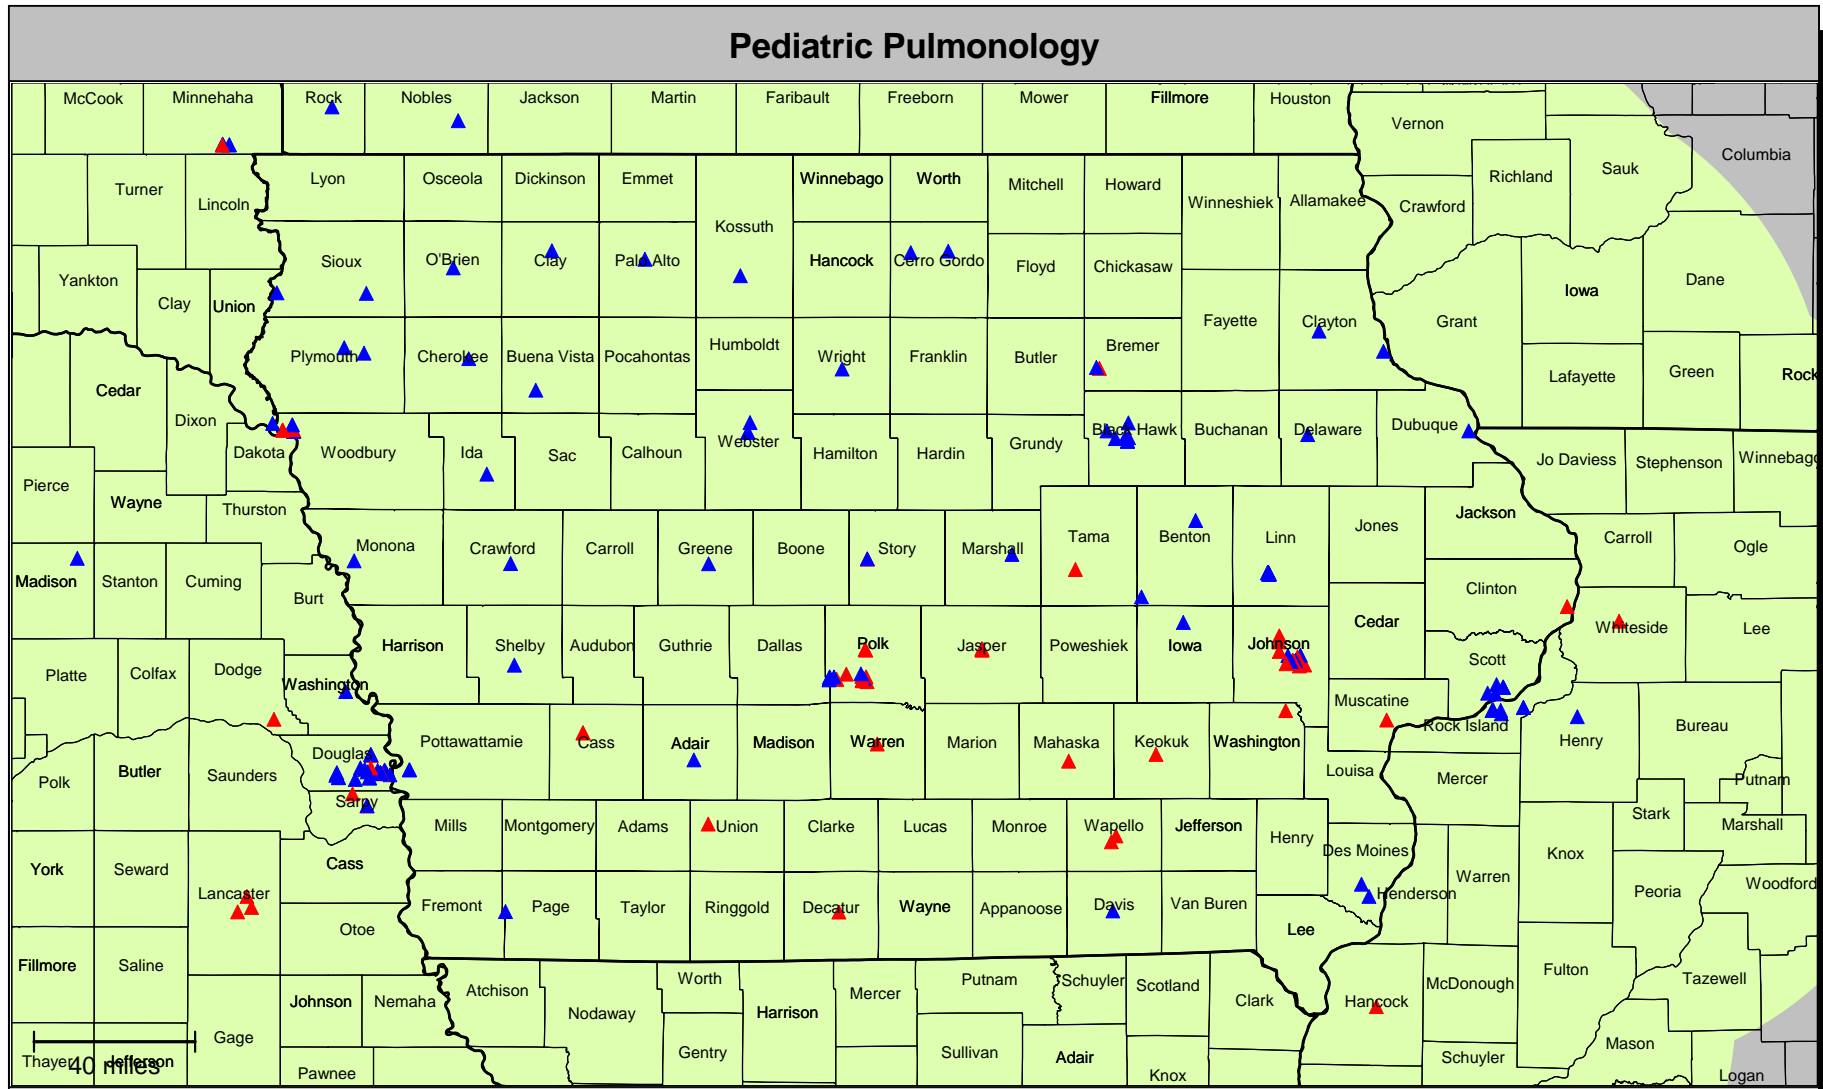 Pediatric Pulmonology
McCook Minnehaha Rock Nobles Jackson Martin Faribault Freeborn Mower Fillmore Houston
Vernon
Columbia
Turner Lyon Osceola Dickinson Emmet Winnebago Worth Mitchell Howard Richland Sauk
Lincoln Winneshiek Allamakee Crawford
Kossuth
Yankton Sioux O'Brien Clay Palo Alto Hancock Cerro Gordo Floyd Chickasaw Dane
Clay Union Iowa
Fayette Clayton Grant
Plymouth Cherokee Buena Vista Pocahontas Humboldt Wright Franklin Butler Bremer
Cedar Lafayette Green Rock
Dixon Black Hawk Buchanan Delaware Dubuque
Dakota Woodbury Ida Sac Calhoun Webster Hamilton Hardin Grundy Jo Daviess Stephenson Winnebago
Pierce
Wayne Thurston Jackson
Monona Crawford Carroll Greene Boone Story Marshall Tama Benton Linn Jones Carroll Ogle
Madison Stanton Cuming Burt Clinton
Harrison Shelby Audubon Guthrie Dallas Polk Jasper Poweshiek Iowa Johnson Cedar Whiteside Lee
Platte Colfax Dodge Scott
Washington Muscatine
Pottawattamie Cass Adair Madison Warren Marion Mahaska Keokuk Washington Rock Island Henry Bureau
Douglas
Polk Butler Saunders Louisa Mercer Putnam
Sarpy
Mills Montgomery Adams Union Clarke Lucas Monroe Wapello Jefferson Henry Stark Marshall
York Seward Cass Des Moines Knox
Lancaster Henderson Warren Peoria Woodford
Fremont Page Taylor Ringgold Decatur Wayne Appanoose Davis Van Buren
Otoe Lee
Fillmore Saline Atchison Worth Putnam Schuyler Scotland McDonough Fulton Tazewell
Johnson Nemaha Nodaway Harrison Mercer Clark Hancock
Gage Gentry Sullivan Adair Schuyler Mason
Thayer Jefferson Pawnee Knox Logan
40 miles